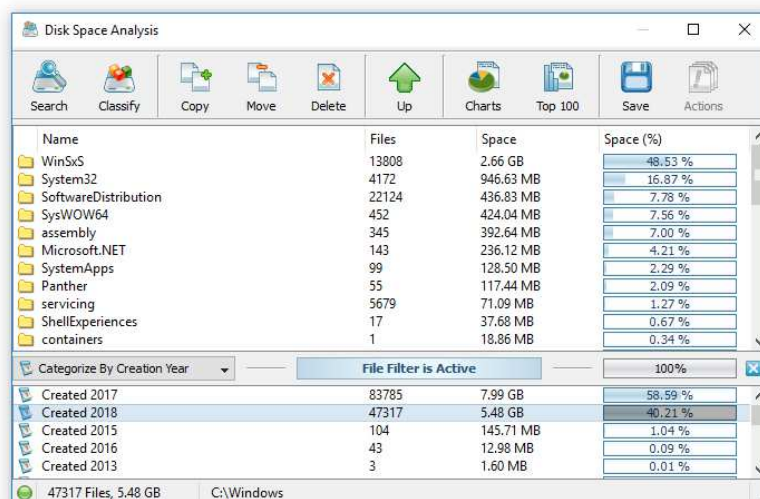 Disk Space Analysis
Search Classify Copy Move Delete Up Charts Top 100 Save Actions
Name Files Space Space (%)
WinSxS 13808 2.66 GB 48.53 %
System32 4172 946.63 MB 16.87 %
SoftwareDistribution 22124 436.83 MB 7.78 %
SysWOW64 452 424.04 MB 7.56 %
assembly 345 392.64 MB 7.00 %
Microsoft.NET 143 236.12 MB 4.21 %
SystemApps 99 128.50 MB 2.29 %
Panther 55 117.44 MB 2.09 %
servicing 5679 71.09 MB 1.27 %
ShellExperiences 17 37.68 MB 0.67 %
containers 1 18.86 MB 0.34 %
Categorize By Creation Year File Filter is Active 100%
Created 2017 83785 7.99 GB 58.59 %
Created 2018 47317 5.48 GB 40.21 %
Created 2015 104 145.71 MB 1.04 %
Created 2016 43 12.98 MB 0.09 %
Created 2013 3 1.60 MB 0.01 %
47317 Files, 5.48 GB C:\Windows